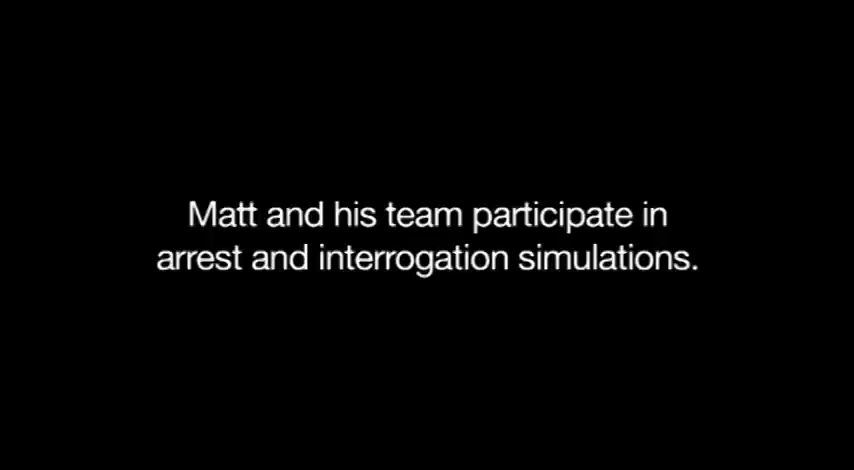 Matt and his team participate in
arrest and interrogation simulations.